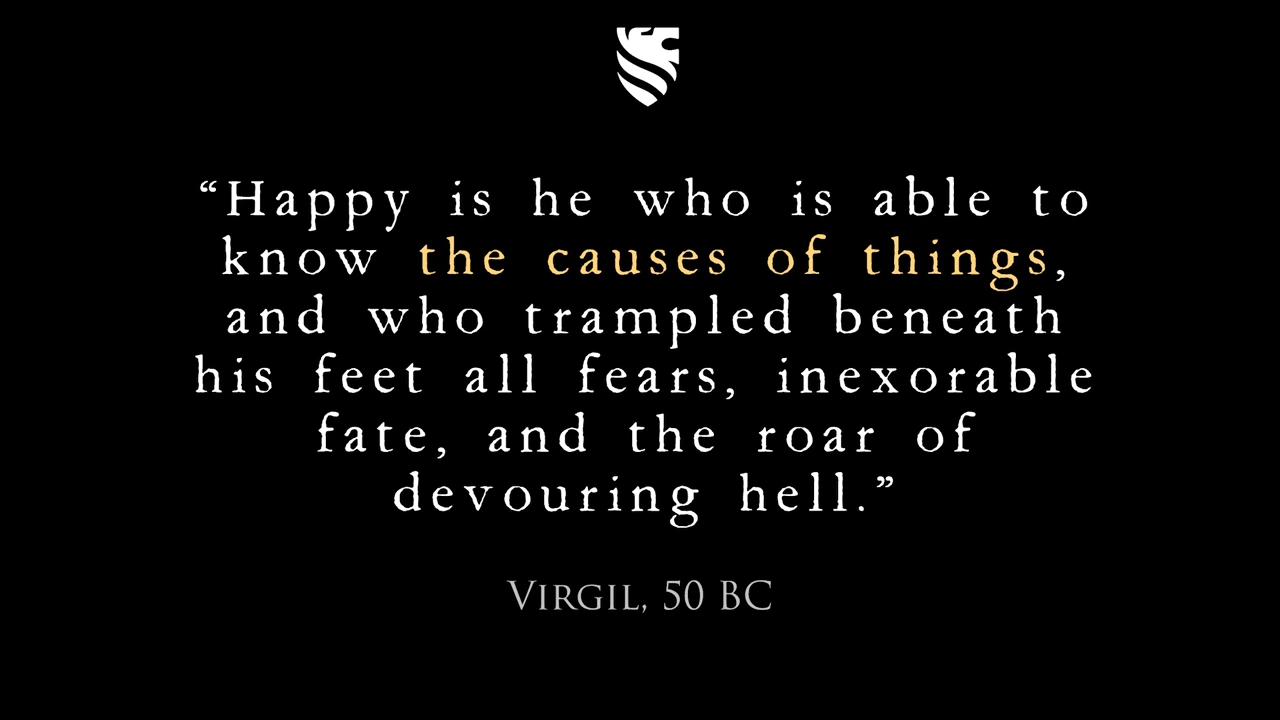 “Happy is he who is able to
know the causes of things,
and who trampled beneath
his feet all fears, inexorable
fate, and the roar of
devouring hell.”
Virgil, 50 BC